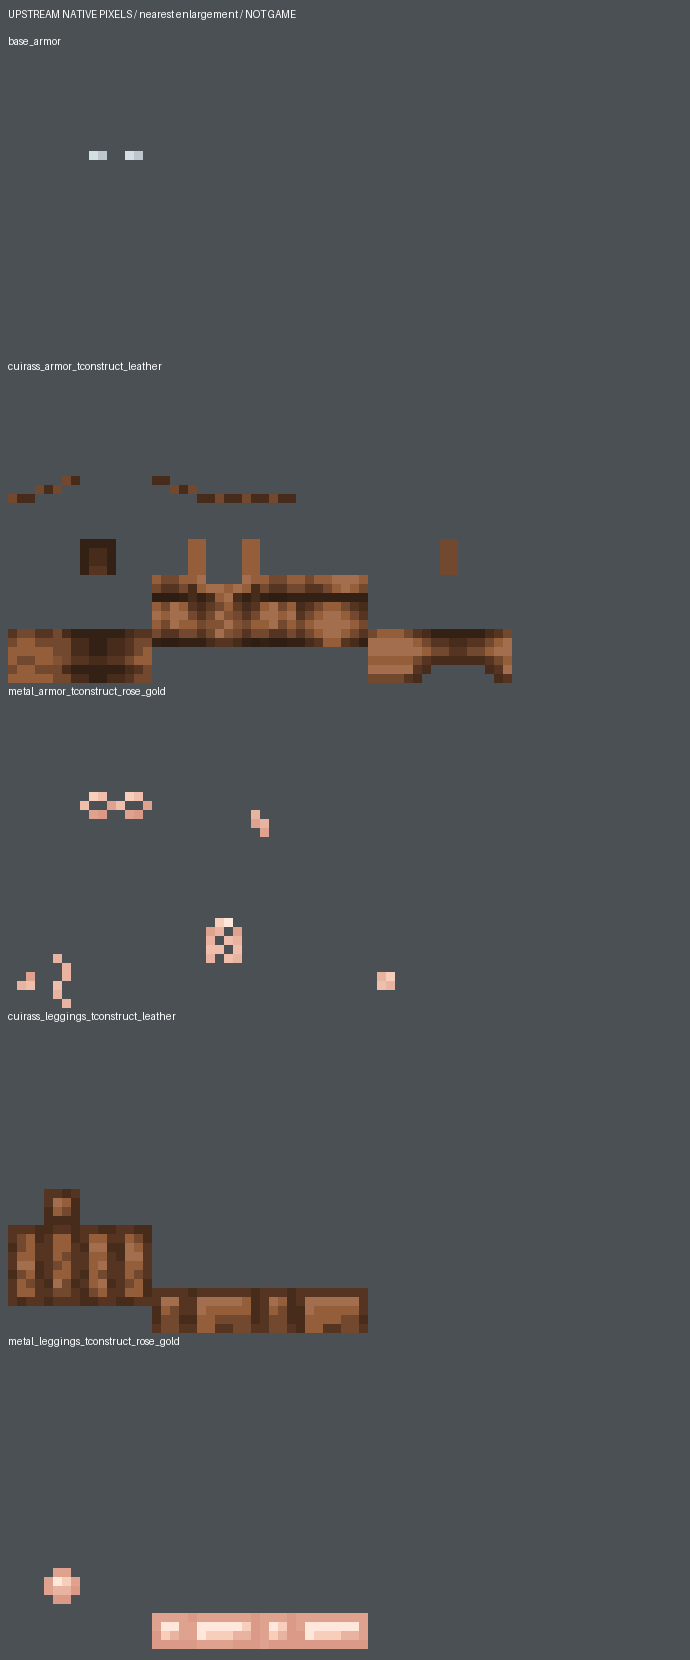 UPSTREAM NATIVE PIXELS / nearest enlargement / NOT GAME
base_armor
cuirass_armor_tconstruct_leather
metal_armor_tconstruct_rose_gold
cuirass_leggings_tconstruct_leather
metal_leggings_tconstruct_rose_gold